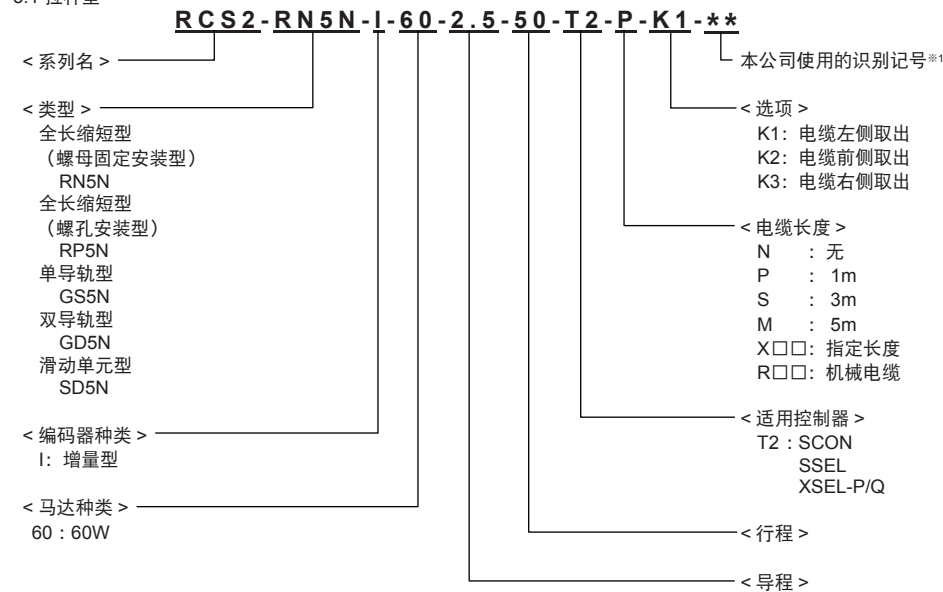 RCS2-RN5N-I-60-2.5-50-T2-P-K1-**
<系列名>
<类型>
全长缩短型
（螺母固定安装型）
RN5N
全长缩短型
（螺孔安装型）
RP5N
单导轨型
GS5N
双导轨型
GD5N
滑动单元型
SD5N
<编码器种类>
I：增量型
<马达种类>
60：60W
本公司使用的识别记号※1
<选项>
K1：电缆左侧取出
K2：电缆前侧取出
K3：电缆右侧取出
<电缆长度>
N ：无
P ：1m
S ：3m
M ：5m
X□□：指定长度
R□□：机械电缆
<适用控制器>
T2：SCON
SSEL
XSEL-P/Q
<行程>
<导程>